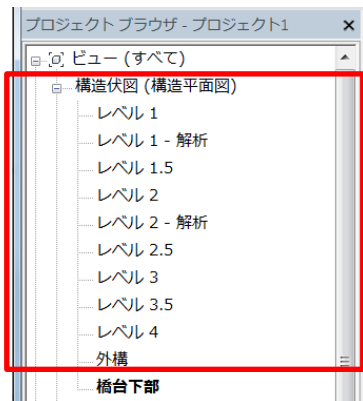 プロジェクト ブラウザ - プロジェクト1
ビュー (すべて)
構造伏図 (構造平面図)
レベル 1
レベル 1 - 解析
レベル 1.5
レベル 2
レベル 2 - 解析
レベル 2.5
レベル 3
レベル 3.5
レベル 4
外構
橋台下部